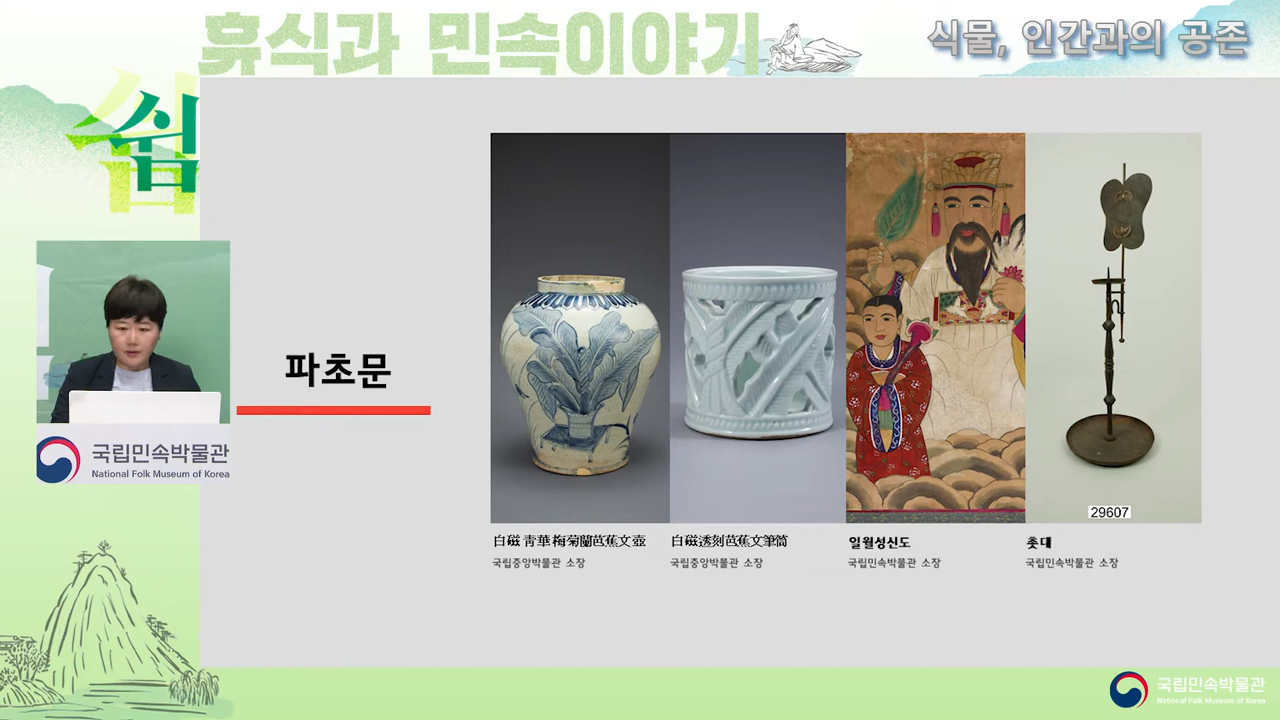 휴식과 민속이야기
식물, 인간과의 공존
쉼
국립민속박물관
National Folk Museum of Korea
파초문
29607
白磁 靑華 梅菊蘭芭蕉文壺
국립중앙박물관 소장
白磁透刻芭蕉文筆筒
국립중앙박물관 소장
일월성신도
국립민속박물관 소장
촛대
국립민속박물관 소장
국립민속박물관
National Folk Museum of Korea